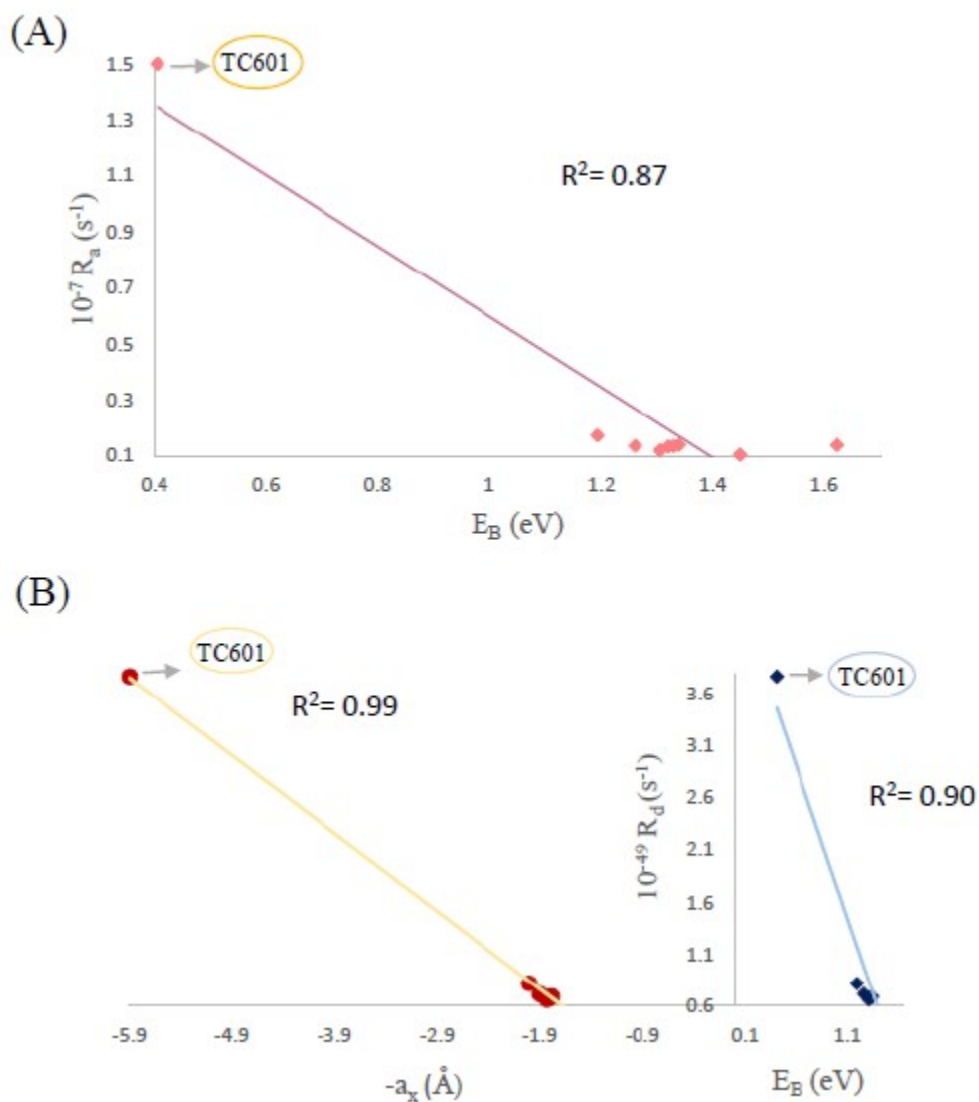 (A)
1.5
TC601
1.3
1.1
R²= 0.87
0.9
0.7
0.5
0.3
0.1
10⁻⁷ Rₐ (s⁻¹)
0.4 0.6 0.8 1 1.2 1.4 1.6
E_B (eV)
(B)
TC601
R²= 0.99
TC601
3.6
3.1
R²= 0.90
2.6
2.1
1.6
1.1
0.6
10⁻⁴⁹ R_d (s⁻¹)
-5.9 -4.9 -3.9 -2.9 -1.9 -0.9 0.1 1.1
-aₓ (Å) E_B (eV)